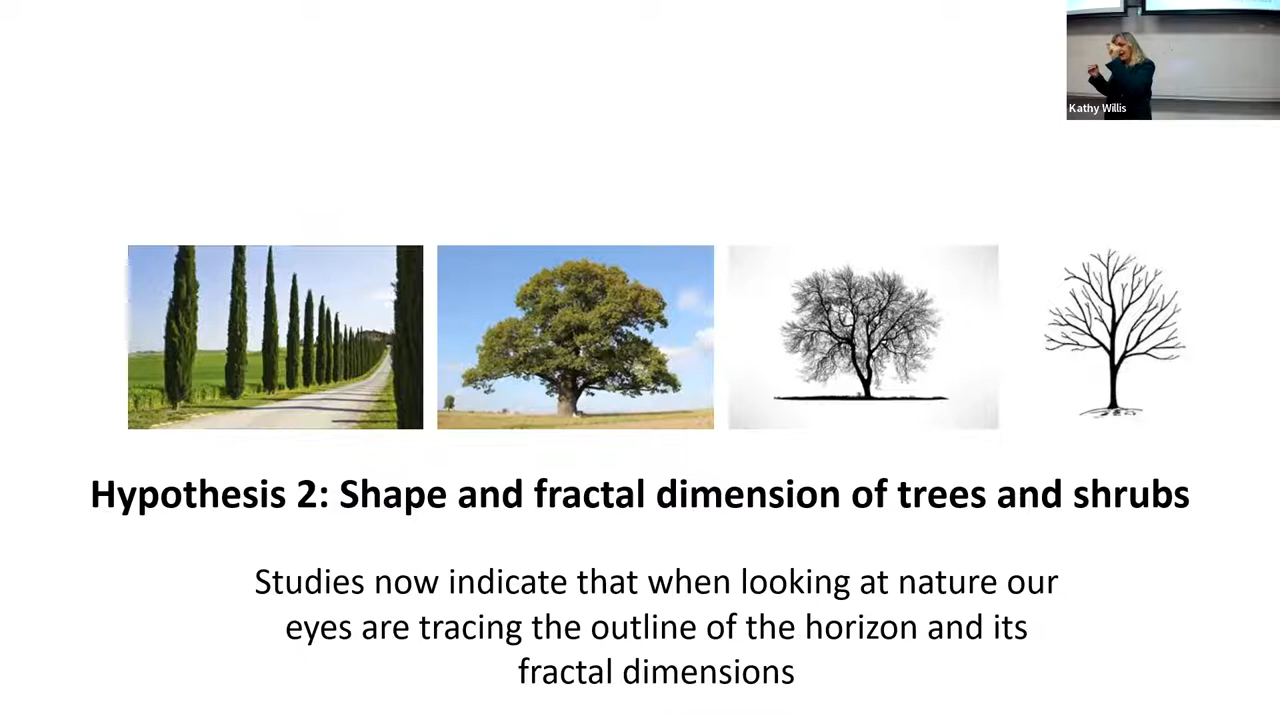 Kathy Willis
Hypothesis 2: Shape and fractal dimension of trees and shrubs
Studies now indicate that when looking at nature our
eyes are tracing the outline of the horizon and its
fractal dimensions